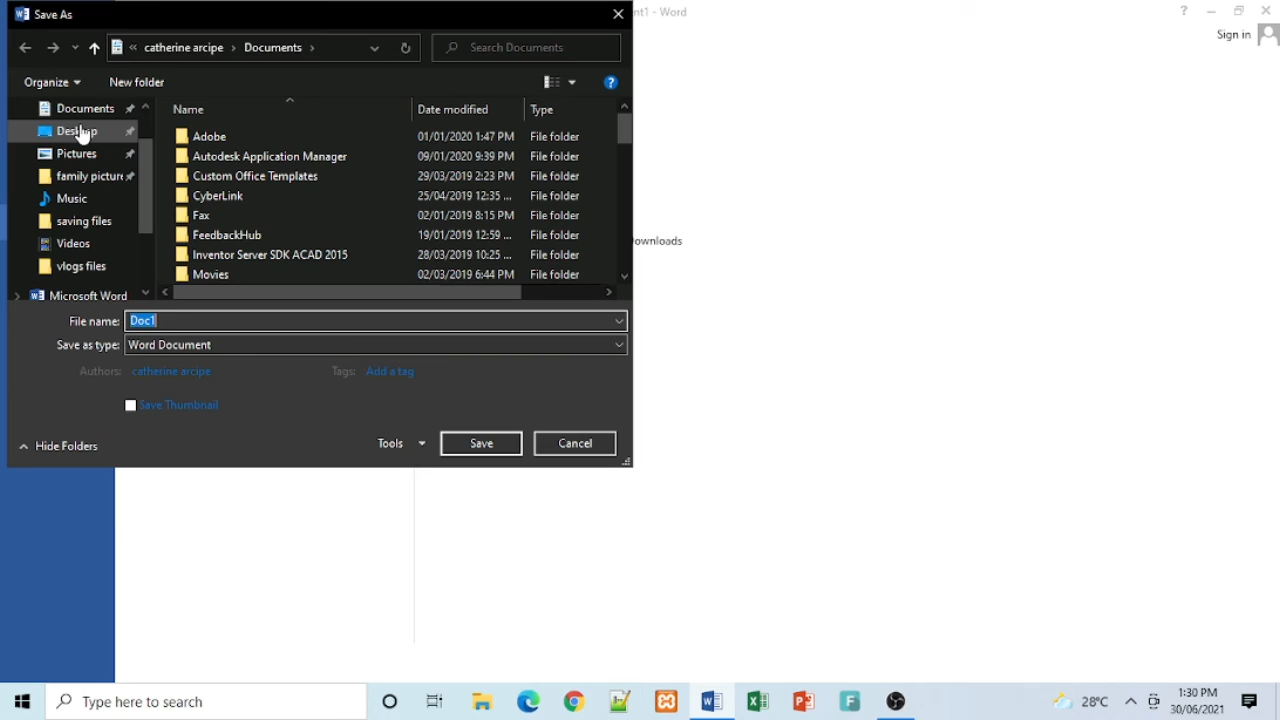 Save As
nt1 - Word
?
Sign in
« catherine arcipe › Documents ›
Search Documents
Organize
New folder
?
Name
Date modified
Type
Documents
Desktop
Pictures
family picture
Music
saving files
Videos
vlogs files
Microsoft Word
Adobe 01/01/2020 1:47 PM File folder
Autodesk Application Manager 09/01/2020 9:39 PM File folder
Custom Office Templates 29/03/2019 2:23 PM File folder
CyberLink 25/04/2019 12:35 ... File folder
Fax 02/01/2019 8:15 PM File folder
FeedbackHub 19/01/2019 12:59 ... File folder
Inventor Server SDK ACAD 2015 28/03/2019 10:25 ... File folder
Movies 02/03/2019 6:44 PM File folder
ownloads
File name: Doc1
Save as type: Word Document
Authors: catherine arcipe
Tags: Add a tag
Save Thumbnail
Hide Folders
Tools
Save
Cancel
Type here to search
28°C
1:30 PM
30/06/2021